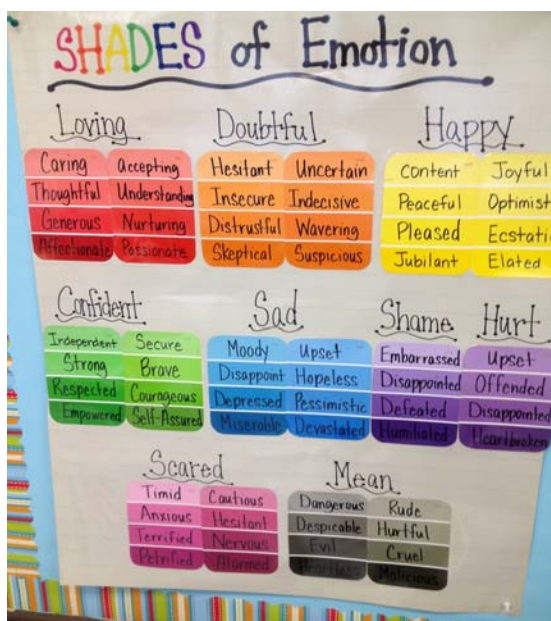 SHADES of Emotion
Loving
Caring accepting
Thoughtful Understanding
Generous Nurturing
Affectionate Passionate
Doubtful
Hesitant Uncertain
Insecure Indecisive
Distrustful Wavering
Skeptical Suspicious
Happy
Content Joyful
Peaceful Optimist
Pleased Ecstati
Jubilant Elated
Confident
Independent Secure
Strong Brave
Respected Courageous
Empowered Self-Assured
Sad
Moody Upset
Disappoint Hopeless
Depressed Pessimistic
Miserable Devastated
Shame
Embarrassed
Disappointed
Defeated
Humiliated
Hurt
Upset
Offended
Disappointed
Heartbroken
Scared
Timid Cautious
Anxious Hesitant
Terrified Nervous
Petrified Alarmed
Mean
Dangerous Rude
Despicable Hurtful
Evil Cruel
Heartless Malicious